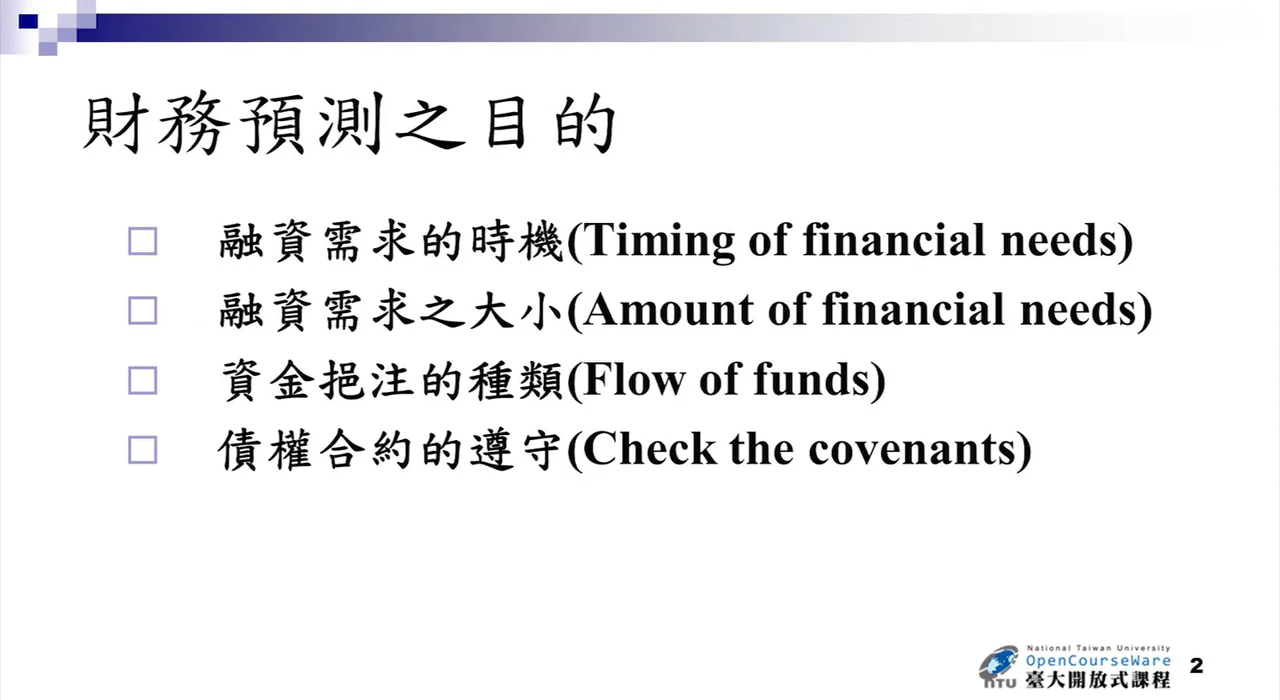 財務預測之目的
融資需求的時機(Timing of financial needs)
融資需求之大小(Amount of financial needs)
資金挹注的種類(Flow of funds)
債權合約的遵守(Check the covenants)
National Taiwan University
OpenCourseWare
NTU 臺大開放式課程
2